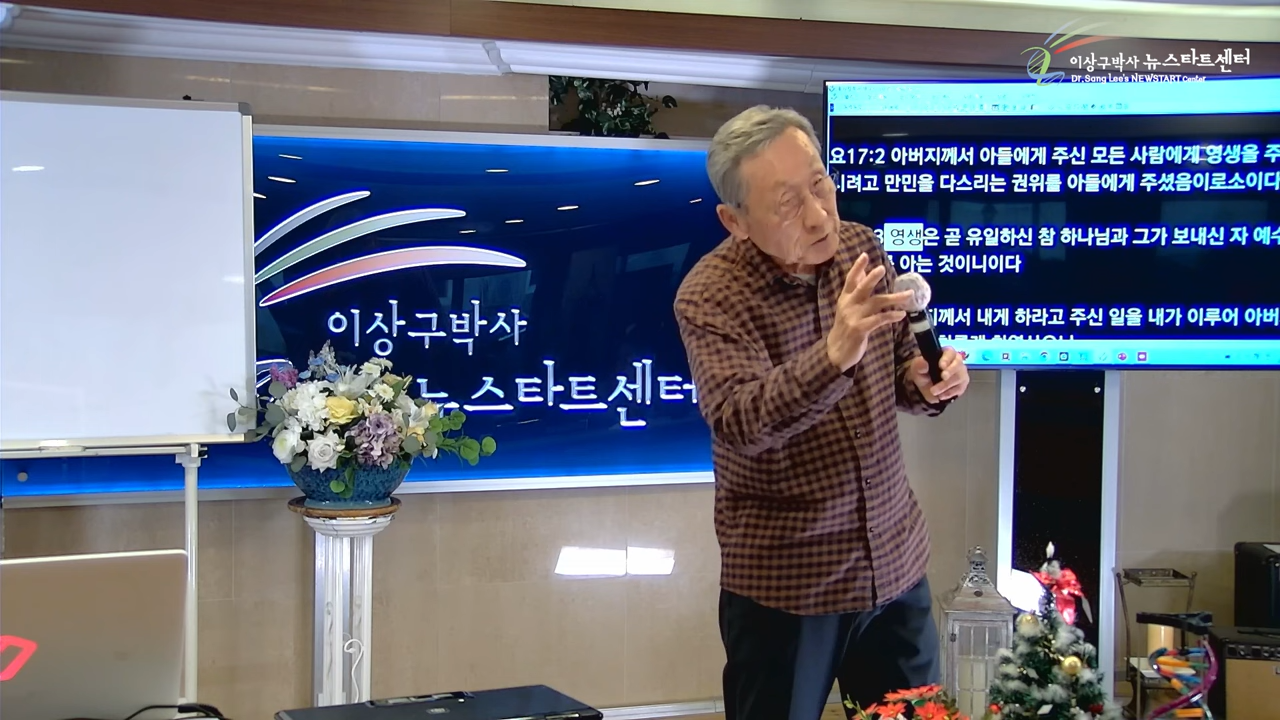 이상구박사 뉴스타트센터
Dr. Sang Lee's NEWSTART Center
요17:2 아버지께서 아들에게 주신 모든 사람에게 영생을 주
시려고 만민을 다스리는 권위를 아들에게 주셨음이로소이다
영생은 곧 유일하신 참 하나님과 그가 보내신 자 예수
아는 것이니이다
께서 내게 하라고 주신 일을 내가 이루어 아버
이상구박사
뉴스타트센터